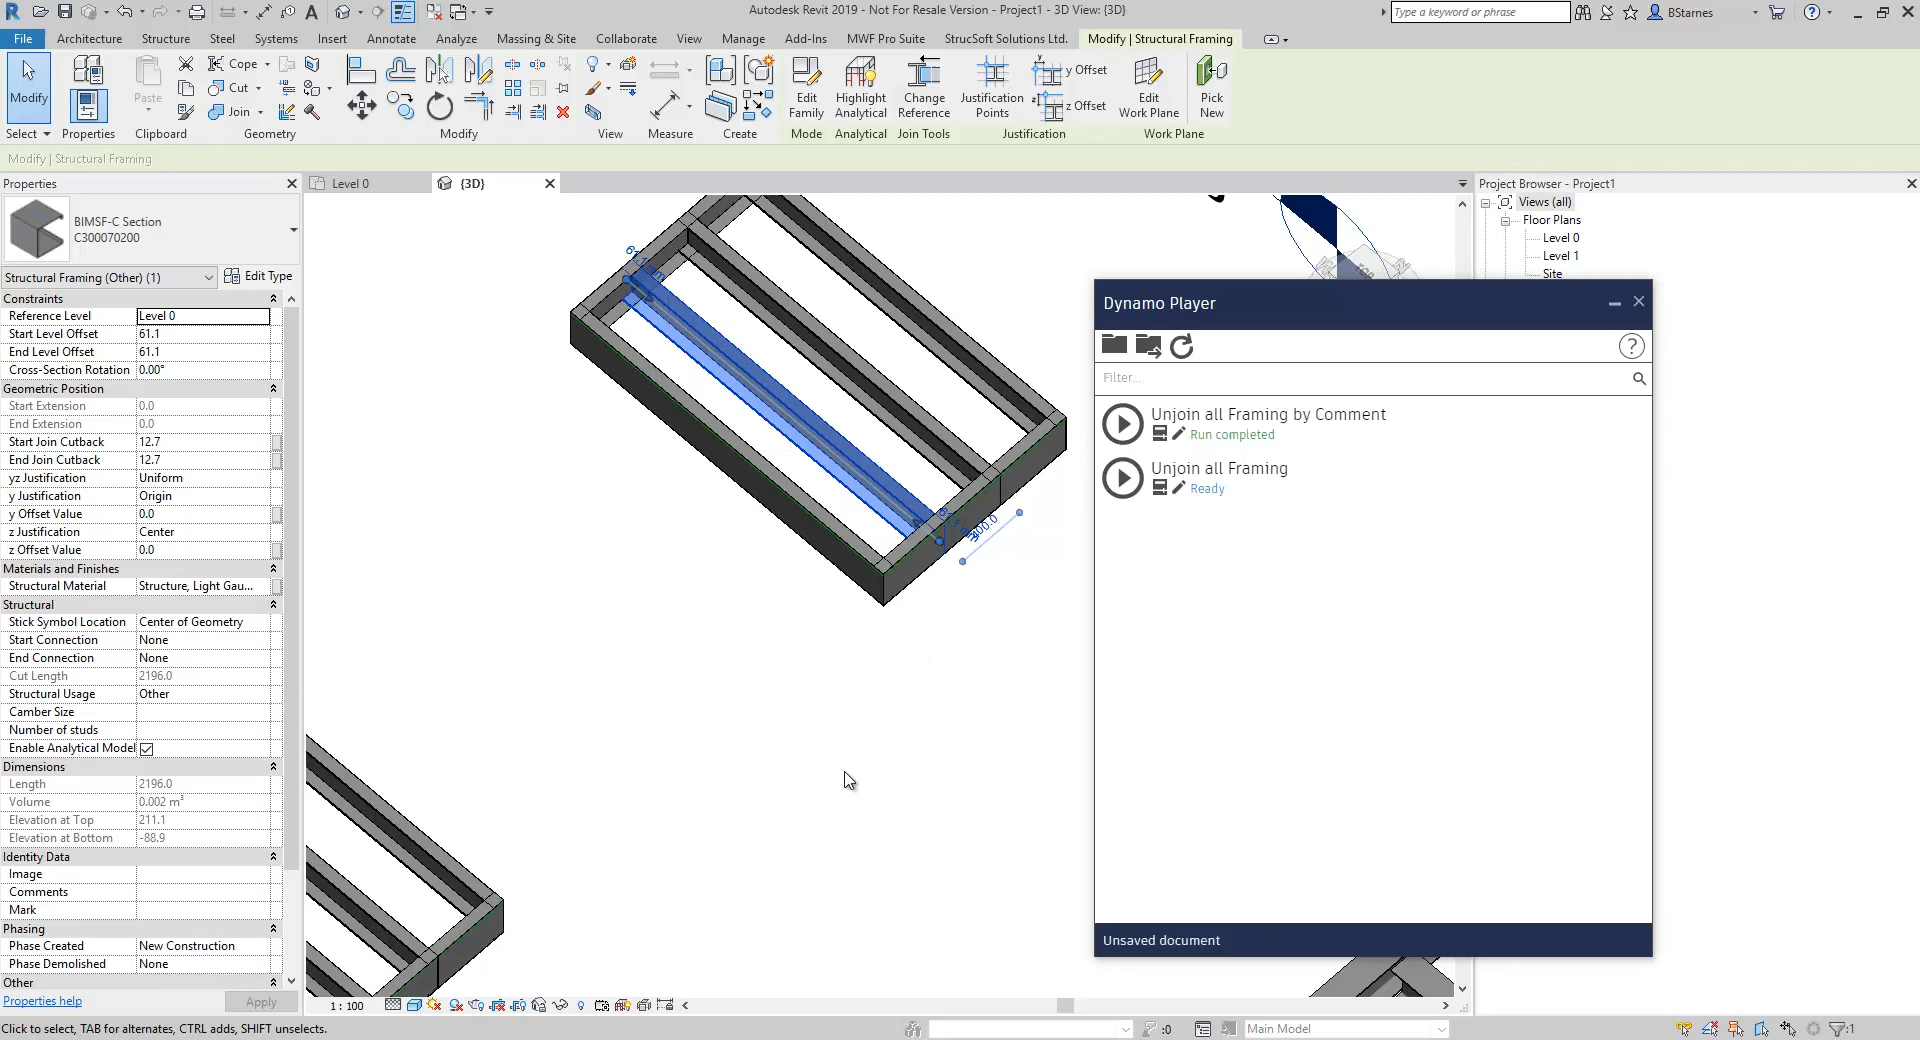 Autodesk Revit 2019 - Not For Resale Version - Project1 - 3D View: {3D}
Type a keyword or phrase
BStarnes
File
Architecture
Structure
Steel
Systems
Insert
Annotate
Analyze
Massing & Site
Collaborate
View
Manage
Add-Ins
MWF Pro Suite
StrucSoft Solutions Ltd.
Modify | Structural Framing
Modify
Select
Properties
Paste
Clipboard
Cope
Cut
Join
Geometry
Modify
View
Measure
Create
Edit Family
Mode
Highlight Analytical
Analytical
Change Reference
Join Tools
Justification Points
y Offset
z Offset
Justification
Edit Work Plane
Work Plane
Pick New
Modify | Structural Framing
Properties
BIMSF-C Section
C300070200
Structural Framing (Other) (1)
Edit Type
Constraints
Reference Level Level 0
Start Level Offset 61.1
End Level Offset 61.1
Cross-Section Rotation 0.00°
Geometric Position
Start Extension 0.0
End Extension 0.0
Start Join Cutback 12.7
End Join Cutback 12.7
yz Justification Uniform
y Justification Origin
y Offset Value 0.0
z Justification Center
z Offset Value 0.0
Materials and Finishes
Structural Material Structure, Light Gau...
Structural
Stick Symbol Location Center of Geometry
Start Connection None
End Connection None
Cut Length 2196.0
Structural Usage Other
Camber Size
Number of studs
Enable Analytical Model
Dimensions
Length 2196.0
Volume 0.002 m³
Elevation at Top 211.1
Elevation at Bottom -88.9
Identity Data
Image
Comments
Mark
Phasing
Phase Created New Construction
Phase Demolished None
Other
Properties help
Apply
Level 0
{3D}
TOP
Project Browser - Project1
Views (all)
Floor Plans
Level 0
Level 1
Site
Dynamo Player
Filter...
Unjoin all Framing by Comment
Run completed
Unjoin all Framing
Ready
Unsaved document
1 : 100
Click to select, TAB for alternates, CTRL adds, SHIFT unselects.
:0
Main Model
:1